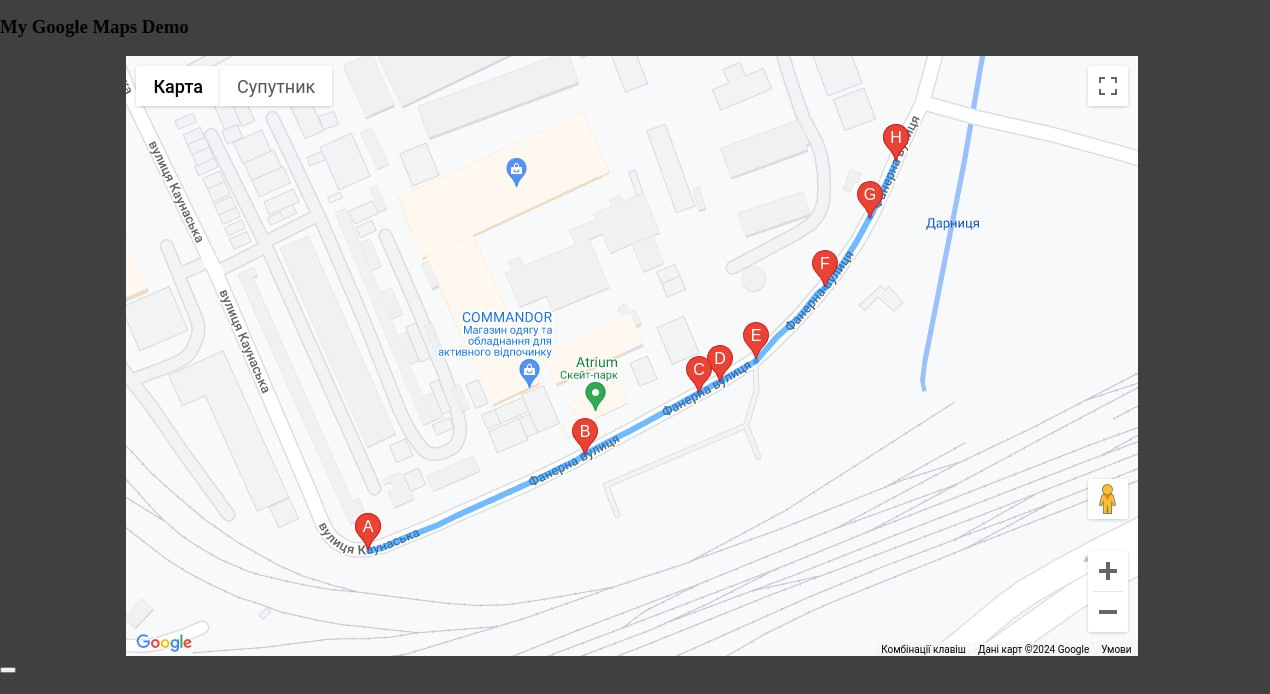 My Google Maps Demo
Карта
Супутник
вулиця Каунаська
H
Фанерна вулиця
G
Дарниця
F
Фанерна вулиця
вулиця Каунаська
COMMANDOR
Магазин одягу та
обладнання для
активного відпочинку
E
Atrium
Скейт-парк
D
C
Фанерна вулиця
B
Фанерна вулиця
A
вулиця Каунаська
Google
Комбінації клавіш
Дані карт ©2024 Google
Умови